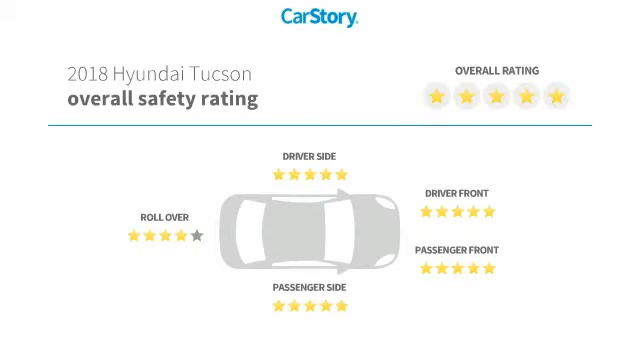 CarStory.
2018 Hyundai Tucson
overall safety rating
OVERALL RATING
DRIVER SIDE
DRIVER FRONT
ROLL OVER
PASSENGER FRONT
PASSENGER SIDE